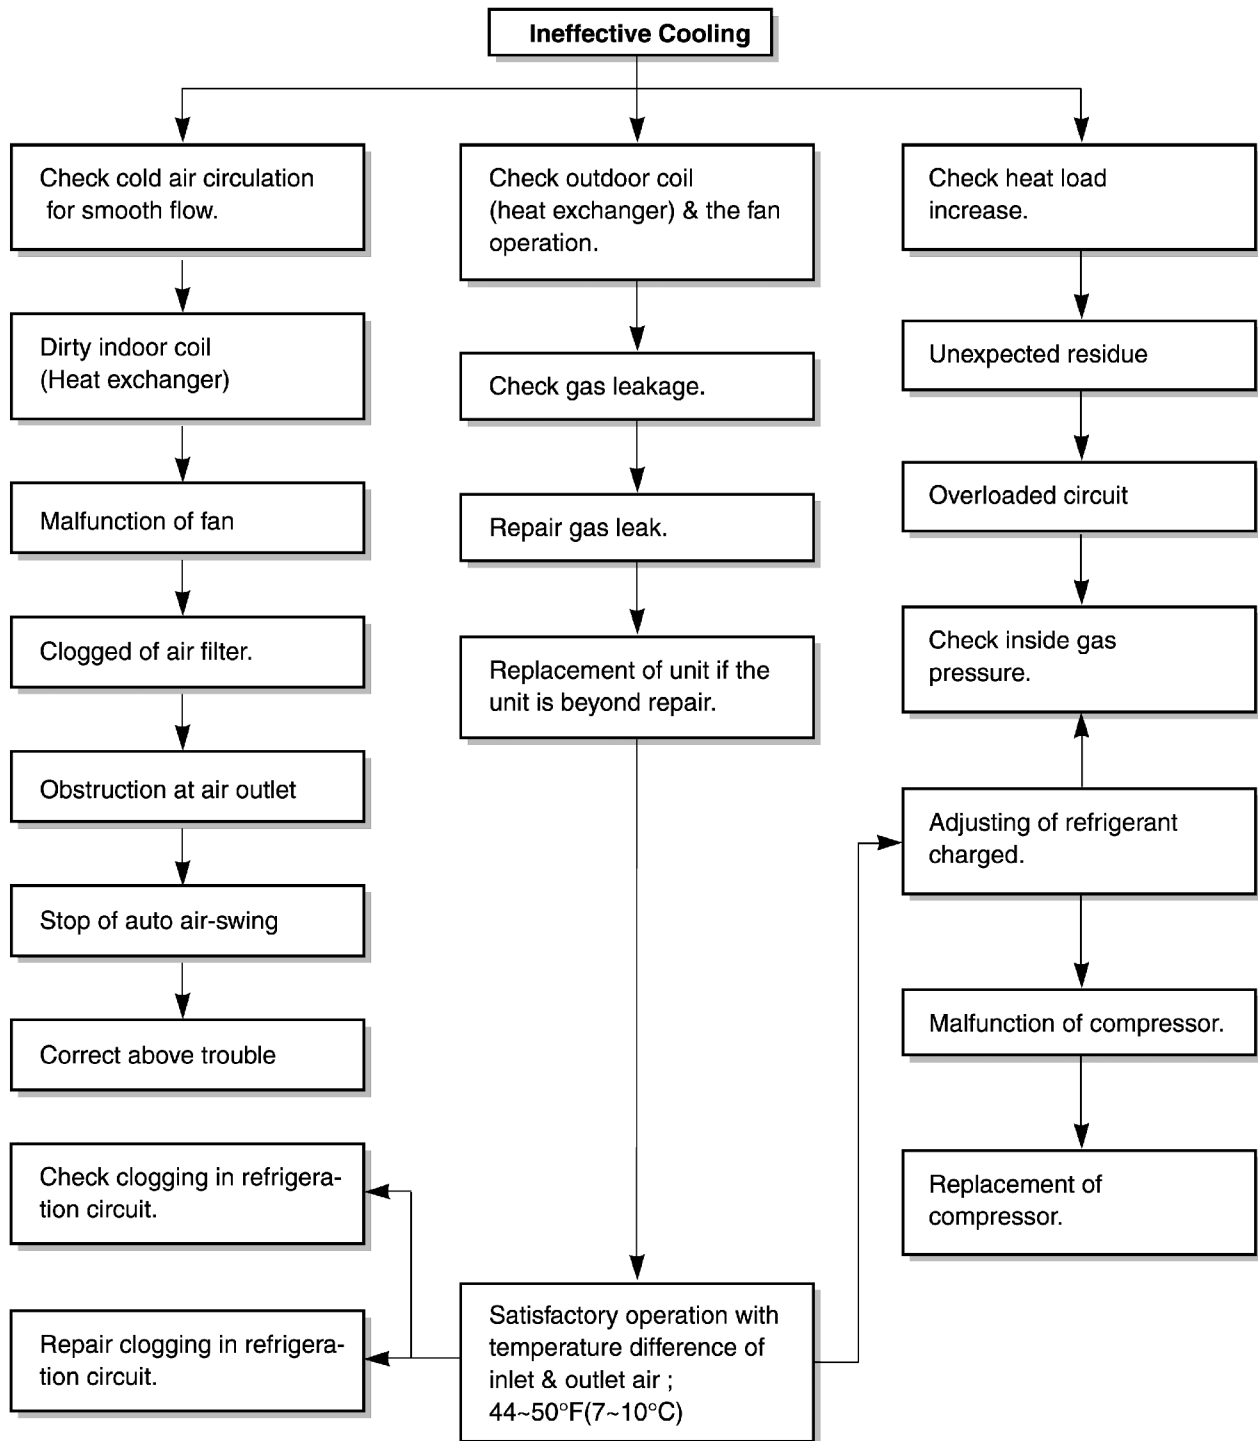 Ineffective Cooling
Check cold air circulation
for smooth flow.
Dirty indoor coil
(Heat exchanger)
Malfunction of fan
Clogged of air filter.
Obstruction at air outlet
Stop of auto air-swing
Correct above trouble
Check clogging in refrigera-
tion circuit.
Repair clogging in refrigera-
tion circuit.
Check outdoor coil
(heat exchanger) & the fan
operation.
Check gas leakage.
Repair gas leak.
Replacement of unit if the
unit is beyond repair.
Satisfactory operation with
temperature difference of
inlet & outlet air ;
44~50°F(7~10°C)
Check heat load
increase.
Unexpected residue
Overloaded circuit
Check inside gas
pressure.
Adjusting of refrigerant
charged.
Malfunction of compressor.
Replacement of
compressor.